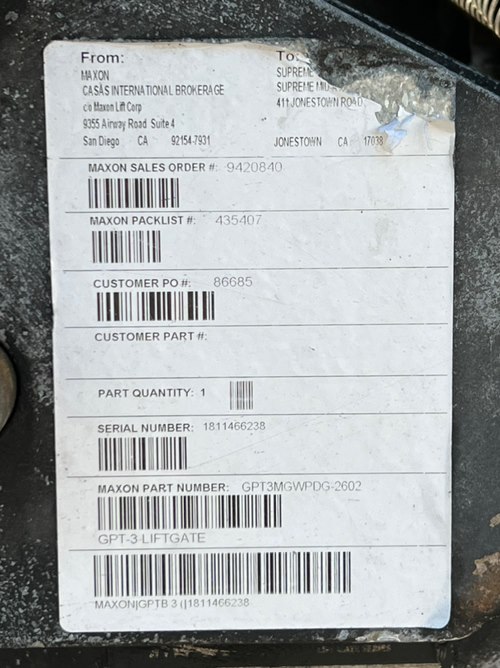 From: To:
MAXON SUPREME
CASAS INTERNATIONAL BROKERAGE SUPREME MID-A
c/o Maxon Lift Corp 411 JONESTOWN ROAD
9355 Airway Road Suite 4
San Diego CA 92154-7931 JONESTOWN CA 17038
MAXON SALES ORDER #: 9420840
MAXON PACKLIST #: 435407
CUSTOMER PO #: 86685
CUSTOMER PART #:
PART QUANTITY: 1
SERIAL NUMBER: 1811466238
MAXON PART NUMBER: GPT3MGWPDG-2602
GPT-3 LIFTGATE
MAXON|GPTB 3 (|1811466238